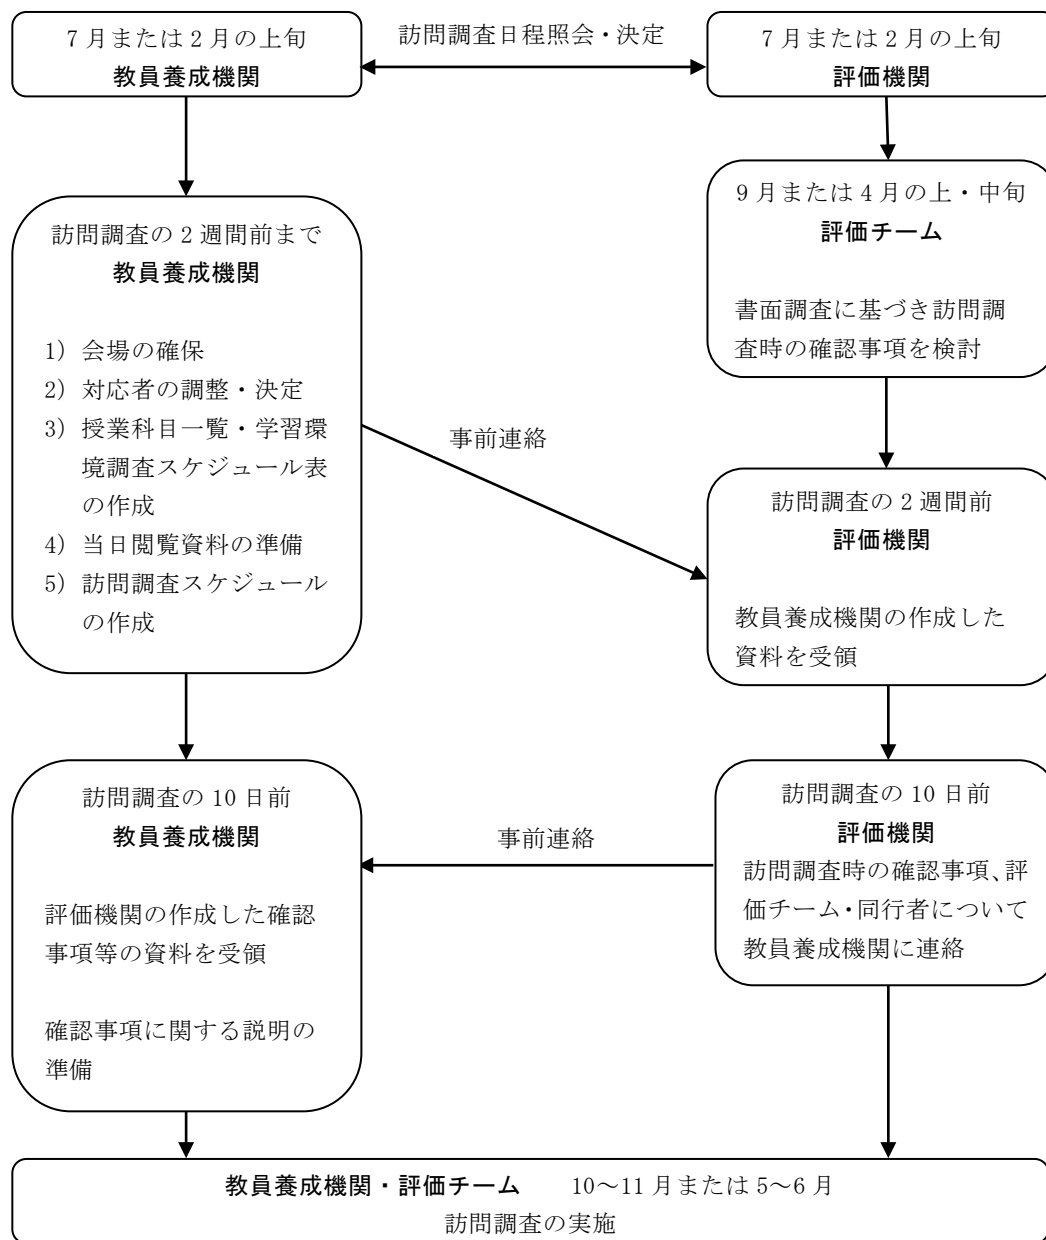 7 月または 2 月の上旬
教員養成機関
訪問調査日程照会・決定
7 月または 2 月の上旬
評価機関
9 月または 4 月の上・中旬
評価チーム
書面調査に基づき訪問調
査時の確認事項を検討
訪問調査の 2 週間前まで
教員養成機関
1）会場の確保
2）対応者の調整・決定
3）授業科目一覧・学習環
境調査スケジュール表
の作成
4）当日閲覧資料の準備
5）訪問調査スケジュール
の作成
事前連絡
訪問調査の 2 週間前
評価機関
教員養成機関の作成した
資料を受領
訪問調査の 10 日前
教員養成機関
評価機関の作成した確認
事項等の資料を受領
確認事項に関する説明の
準備
事前連絡
訪問調査の 10 日前
評価機関
訪問調査時の確認事項、評
価チーム・同行者について
教員養成機関に連絡
教員養成機関・評価チーム　10～11 月または 5～6 月
訪問調査の実施